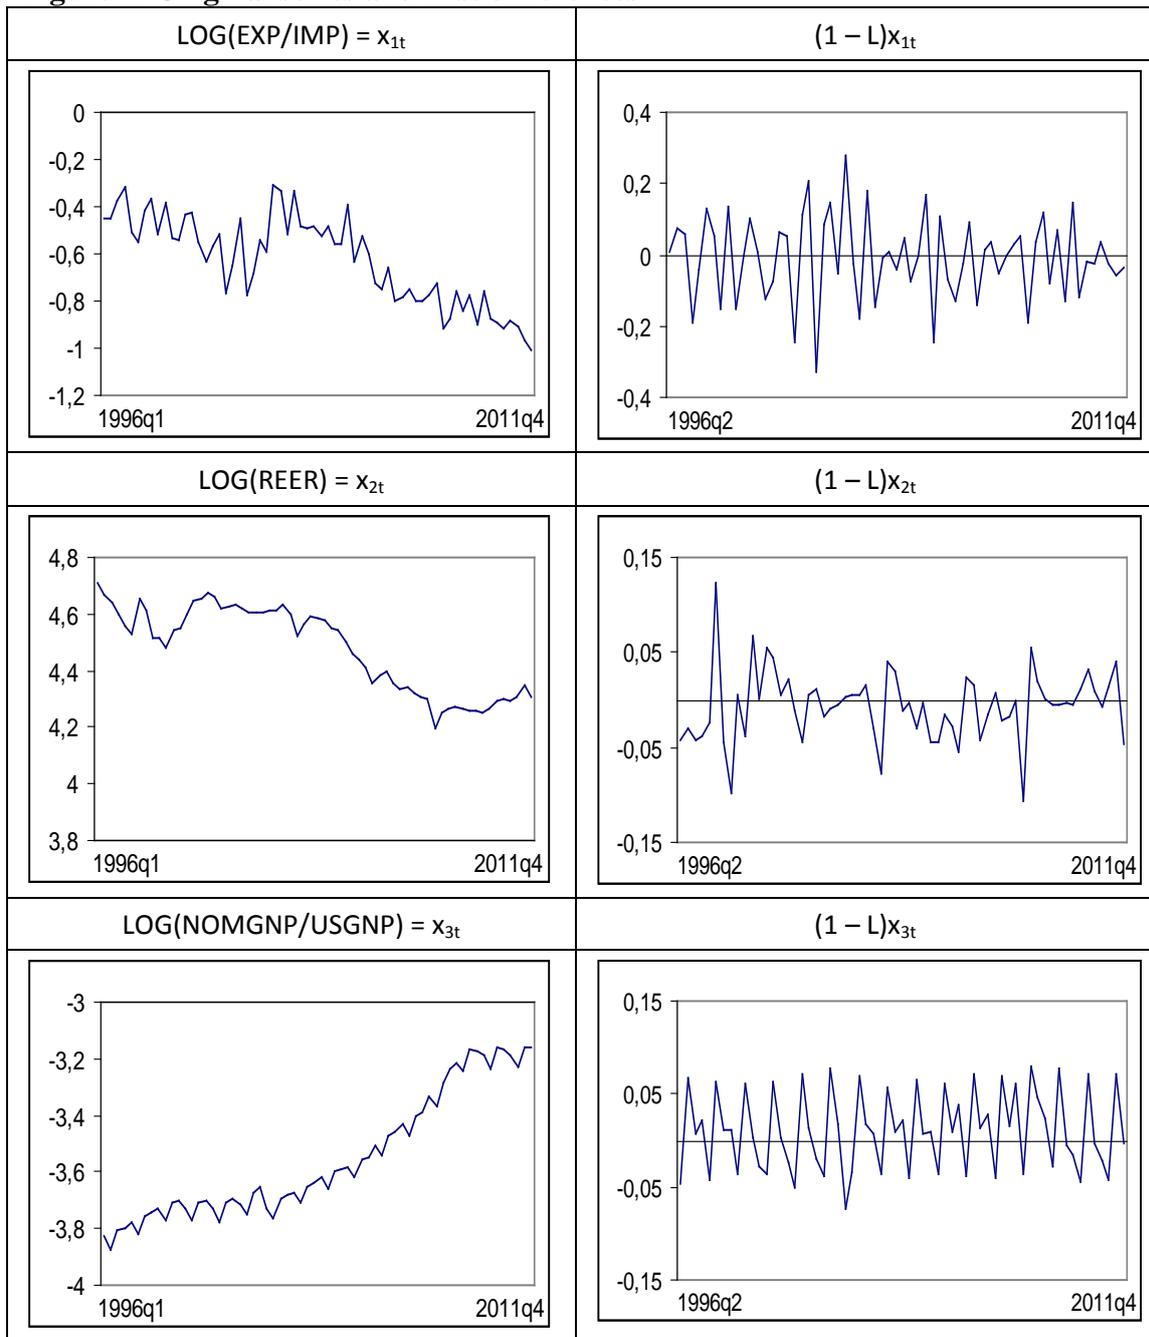 LOG(EXP/IMP) = x1t
(1 – L)x1t
0
-0,2
-0,4
-0,6
-0,8
-1
-1,2
1996q1
2011q4
0,4
0,2
0
-0,2
-0,4
1996q2
2011q4
LOG(REER) = x2t
(1 – L)x2t
4,8
4,6
4,4
4,2
4
3,8
1996q1
2011q4
0,15
0,05
-0,05
-0,15
1996q2
2011q4
LOG(NOMGNP/USGNP) = x3t
(1 – L)x3t
-3
-3,2
-3,4
-3,6
-3,8
-4
1996q1
2011q4
0,15
0,05
-0,05
-0,15
1996q2
2011q4